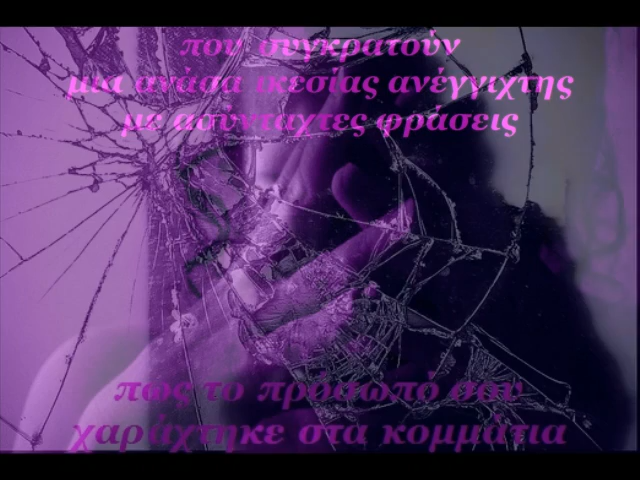 που συγκρατούν
μια ανάσα ικεσίας ανέγγιχτης
με ασύνταχτες φράσεις
πως το πρόσωπό σου
χαράχτηκε στα κομμάτια